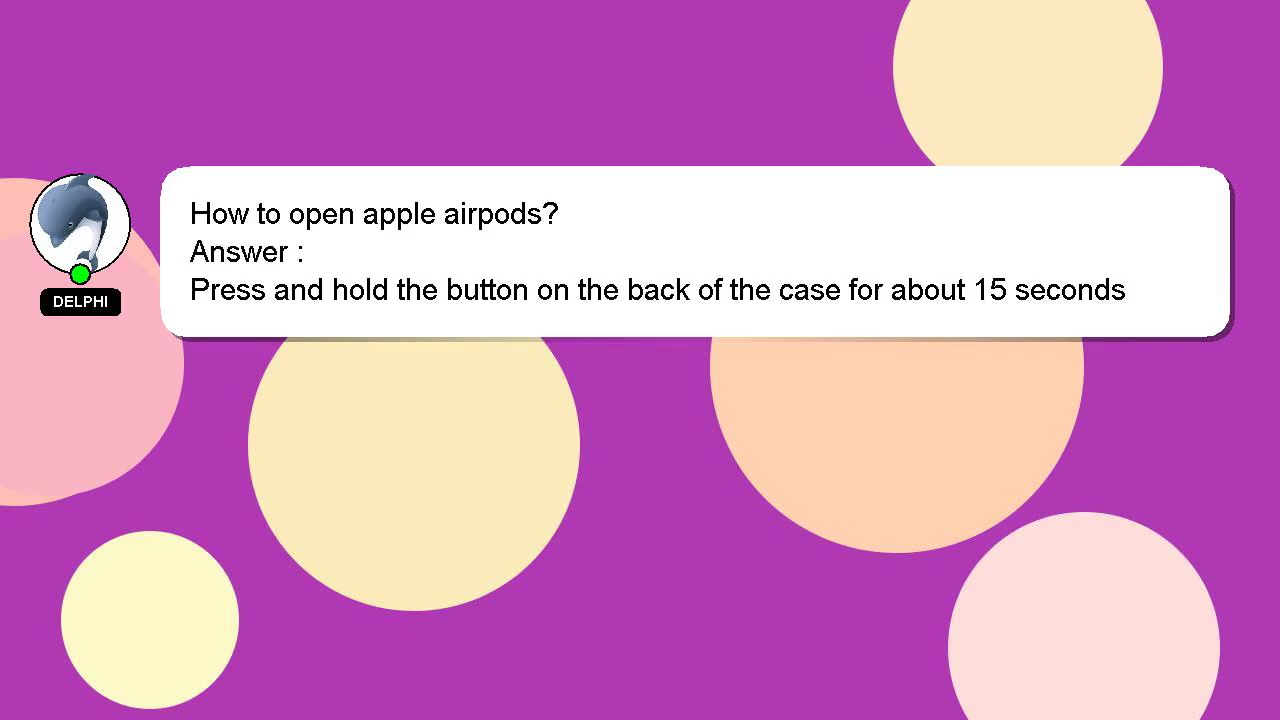 How to open apple airpods?
Answer :
Press and hold the button on the back of the case for about 15 seconds
DELPHI